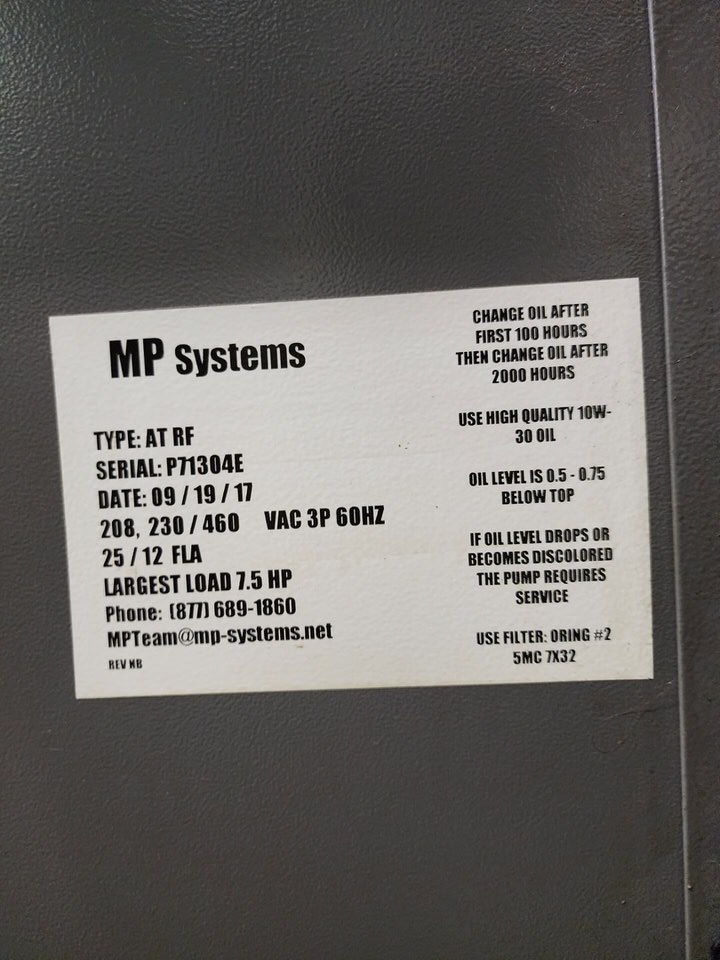 MP Systems
TYPE: AT RF
SERIAL: P71304E
DATE: 09 / 19 / 17
208, 230 / 460 VAC 3P 60HZ
25 / 12 FLA
LARGEST LOAD 7.5 HP
Phone: (877) 689-1860
MPTeam@mp-systems.net
REV NB
CHANGE OIL AFTER
FIRST 100 HOURS
THEN CHANGE OIL AFTER
2000 HOURS
USE HIGH QUALITY 10W-
30 OIL
OIL LEVEL IS 0.5 - 0.75
BELOW TOP
IF OIL LEVEL DROPS OR
BECOMES DISCOLORED
THE PUMP REQUIRES
SERVICE
USE FILTER: ORING #2
5MC 7X32